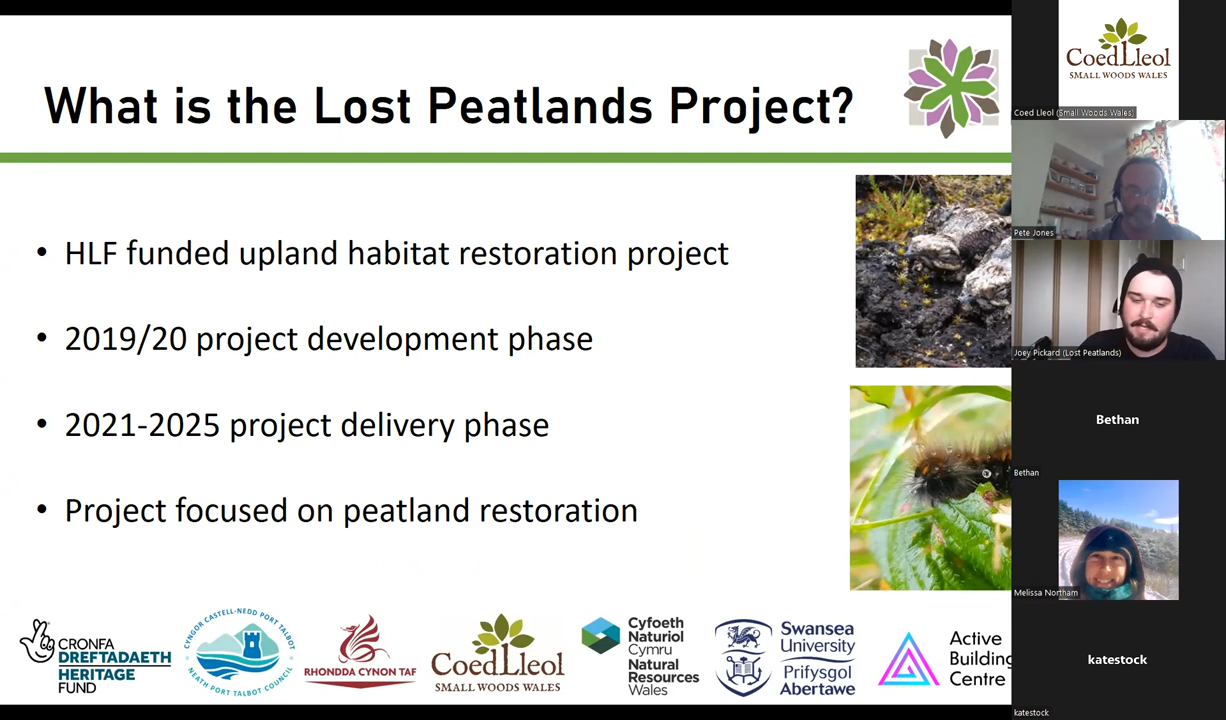 What is the Lost Peatlands Project?
• HLF funded upland habitat restoration project
• 2019/20 project development phase
• 2021-2025 project delivery phase
• Project focused on peatland restoration
CRONFA
DREFTADAETH
HERITAGE
FUND
CYNGOR CASTELL-NEDD PORT TALBOT
NEATH PORT TALBOT COUNCIL
RHONDDA CYNON TAF
CoedLleol
SMALL WOODS WALES
Cyfoeth
Naturiol
Cymru
Natural
Resources
Wales
Swansea
University
Prifysgol
Abertawe
Active
Building
Centre
CoedLleol
SMALL WOODS WALES
Coed Lleol (Small Woods Wales)
Pete Jones
Joey Pickard (Lost Peatlands)
Bethan
Bethan
Melissa Northam
katestock
katestock